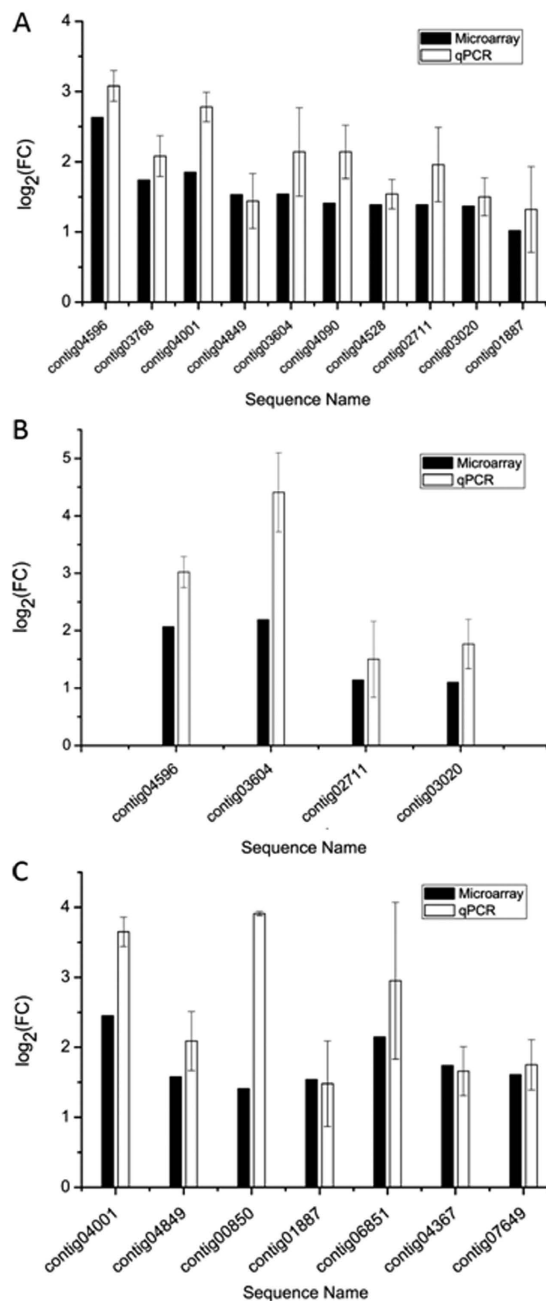 A
4
3
2
1
0
log2(FC)
Microarray
qPCR
contig04596
contig03768
contig04001
contig04849
contig03604
contig04090
contig04528
contig02711
contig03020
contig01887
Sequence Name
B
5
4
3
2
1
0
log2(FC)
Microarray
qPCR
contig04596
contig03604
contig02711
contig03020
Sequence Name
C
4
3
2
1
0
log2(FC)
Microarray
qPCR
contig04001
contig04849
contig00850
contig01887
contig06851
contig04367
contig07649
Sequence Name